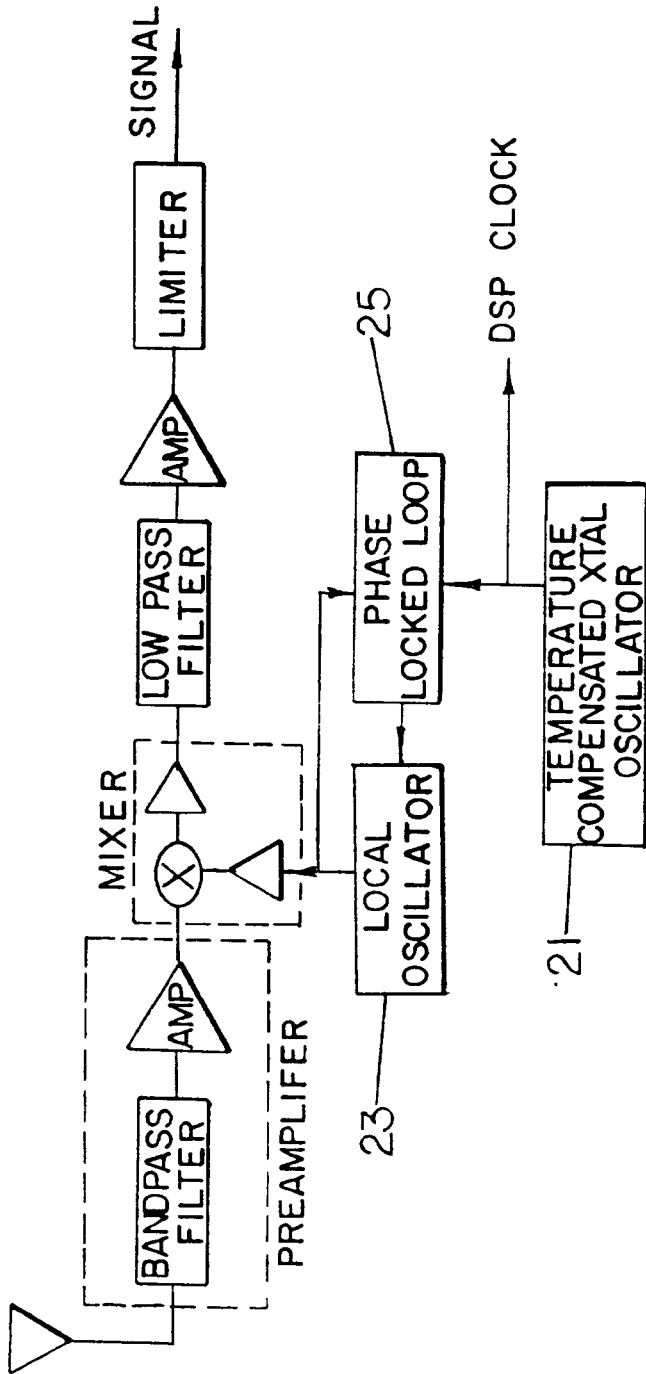 BANDPASS
FILTER
AMP
PREAMPLIFER
MIXER
LOW PASS
FILTER
AMP
LIMITER
SIGNAL
LOCAL
OSCILLATOR
23
PHASE
LOCKED LOOP
25
TEMPERATURE
COMPENSATED XTAL
OSCILLATOR
21
DSP CLOCK